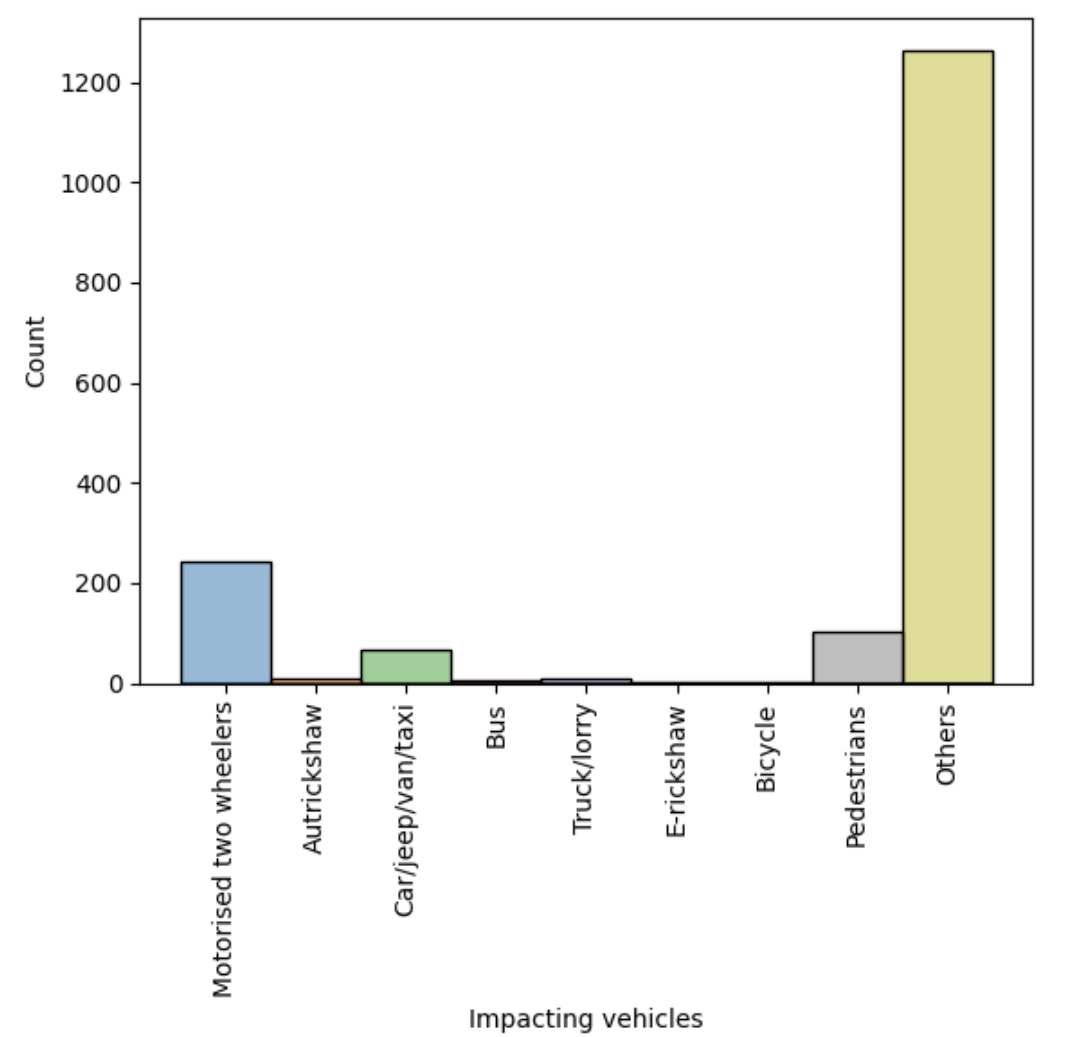 1200
1000
800
600
400
200
0
Count
Motorised two wheelers
Autrickshaw
Car/jeep/van/taxi
Bus
Truck/lorry
E-rickshaw
Bicycle
Pedestrians
Others
Impacting vehicles